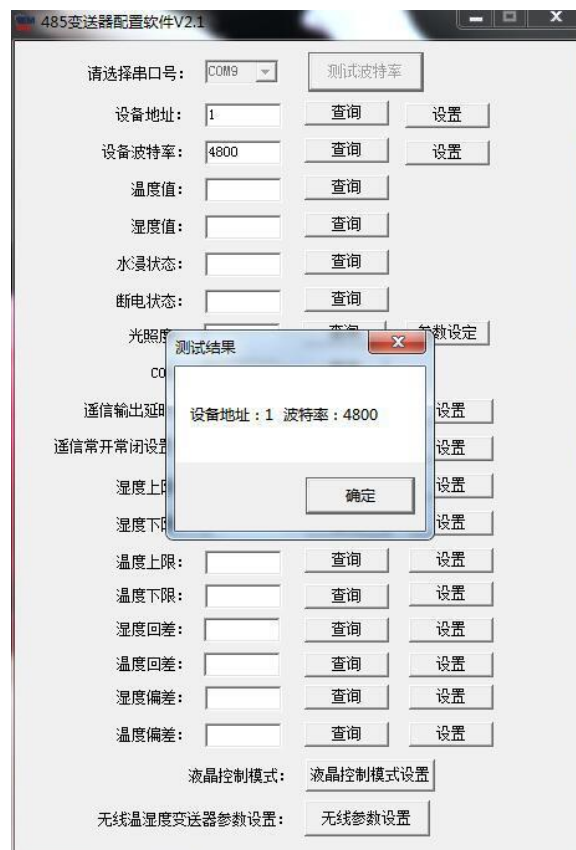 485变送器配置软件V2.1
请选择串口号： COM9 测试波特率
设备地址： 1 查询 设置
设备波特率： 4800 查询 设置
温度值： 查询
湿度值： 查询
水浸状态： 查询
断电状态： 查询
光照度 查询 参数设定
测试结果
CO
设备地址：1 波特率：4800
遥信输出延时 设置
遥信常开常闭设置 设置
湿度上限 设置
确定
湿度下限 设置
温度上限： 查询 设置
温度下限： 查询 设置
湿度回差： 查询 设置
温度回差： 查询 设置
湿度偏差： 查询 设置
温度偏差： 查询 设置
液晶控制模式： 液晶控制模式设置
无线温湿度变送器参数设置： 无线参数设置